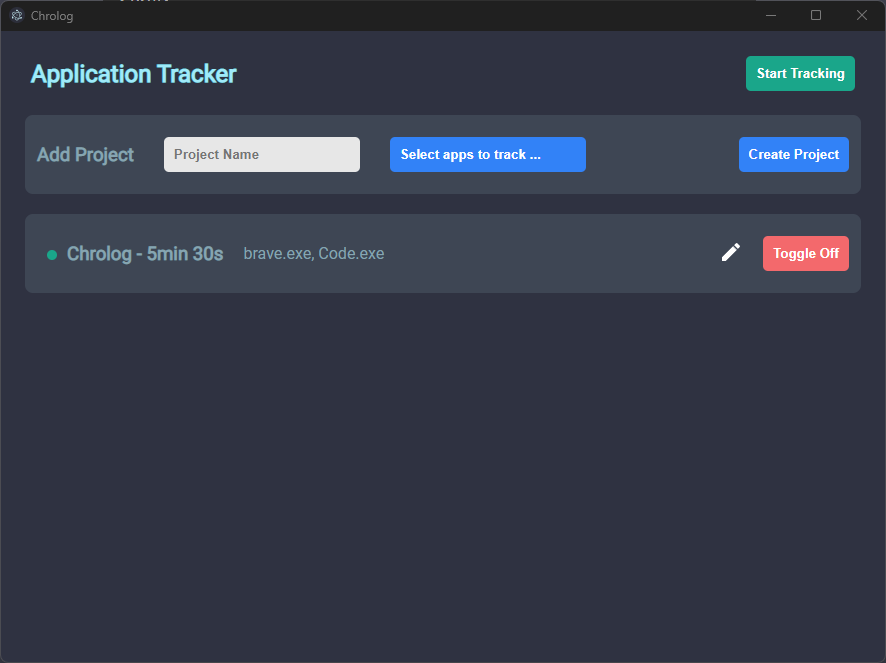 Chrolog
Application Tracker
Start Tracking
Add Project
Project Name
Select apps to track ...
Create Project
Chrolog - 5min 30s
brave.exe, Code.exe
Toggle Off